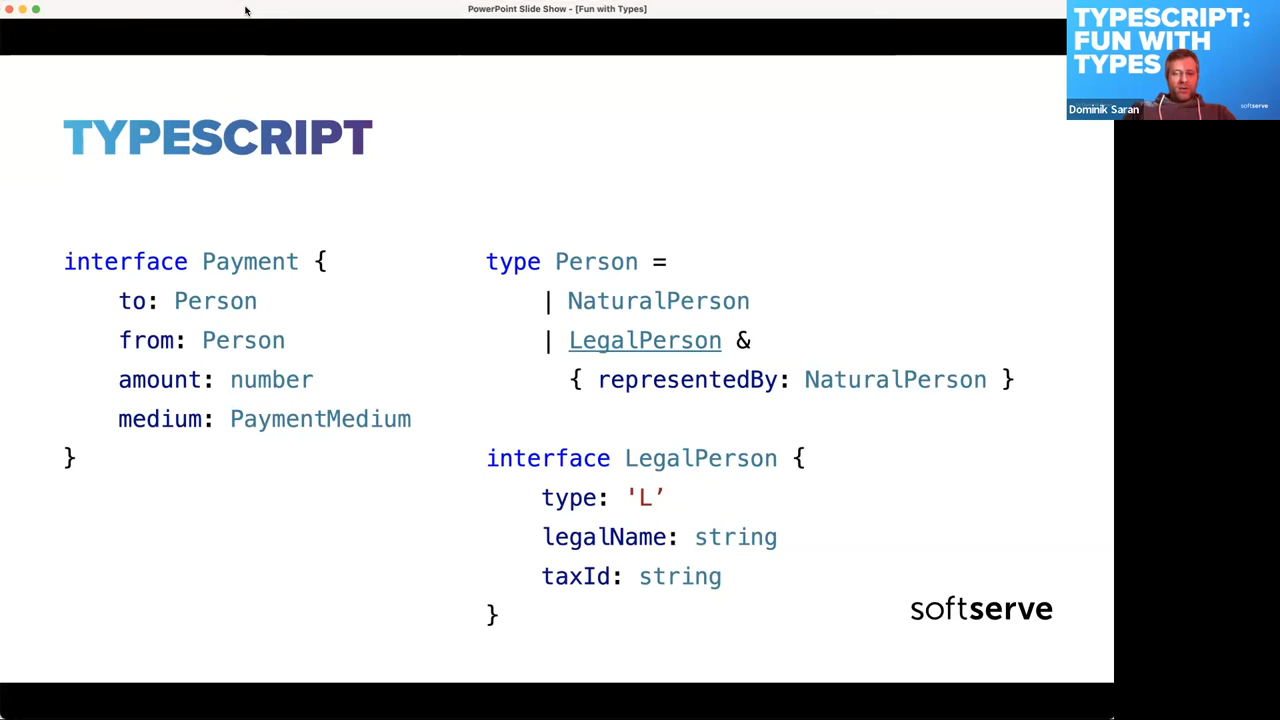 PowerPoint Slide Show - [Fun with Types]
TYPESCRIPT:
FUN WITH
TYPES
Dominik Saran
softserve
TYPESCRIPT
interface Payment {
to: Person
from: Person
amount: number
medium: PaymentMedium
}
type Person =
| NaturalPerson
| LegalPerson &
{ representedBy: NaturalPerson }
interface LegalPerson {
type: 'L’
legalName: string
taxId: string
}
softserve